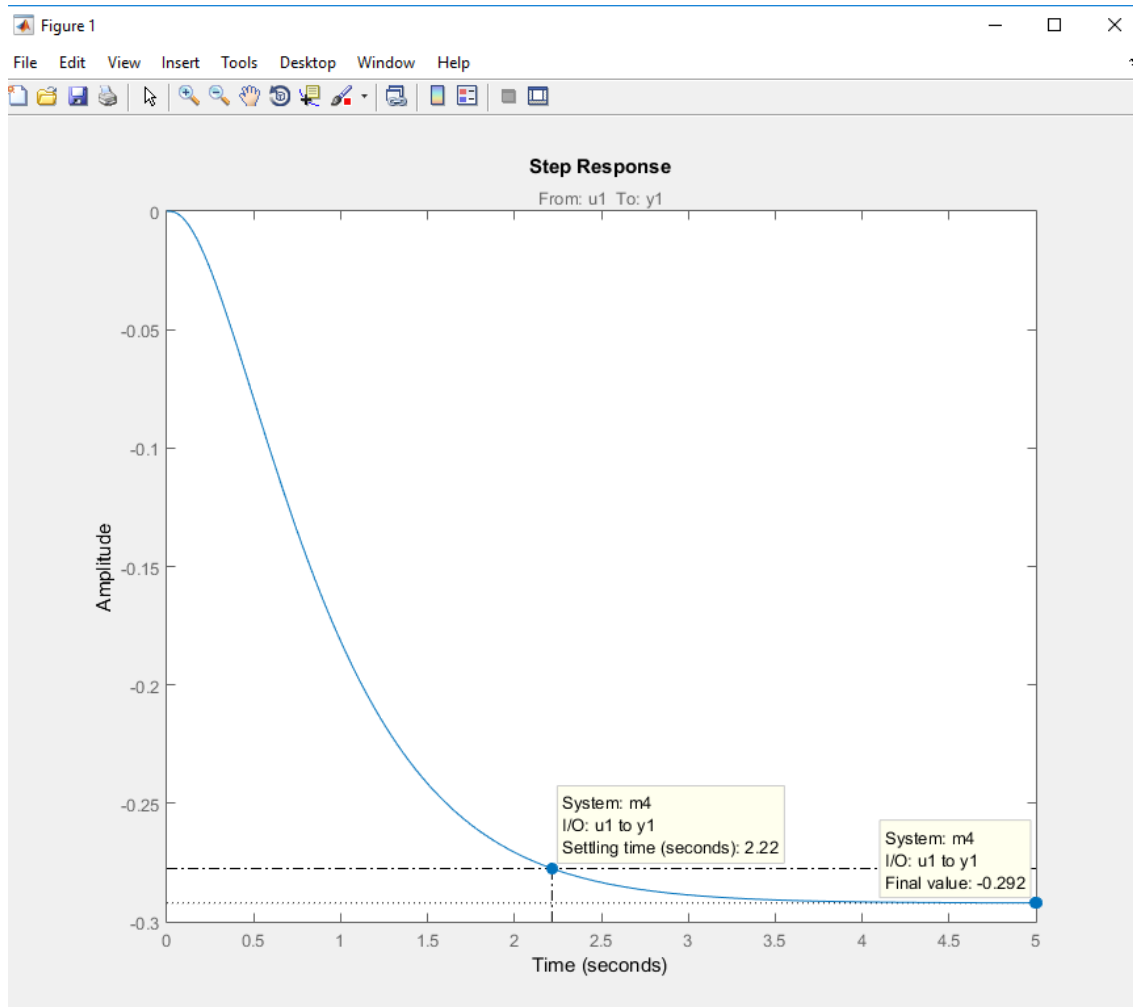 Figure 1
File Edit View Insert Tools Desktop Window Help
Step Response
From: u1 To: y1
0
-0.05
-0.1
-0.15
-0.2
-0.25
-0.3
Amplitude
System: m4
I/O: u1 to y1
Settling time (seconds): 2.22
System: m4
I/O: u1 to y1
Final value: -0.292
0 0.5 1 1.5 2 2.5 3 3.5 4 4.5 5
Time (seconds)